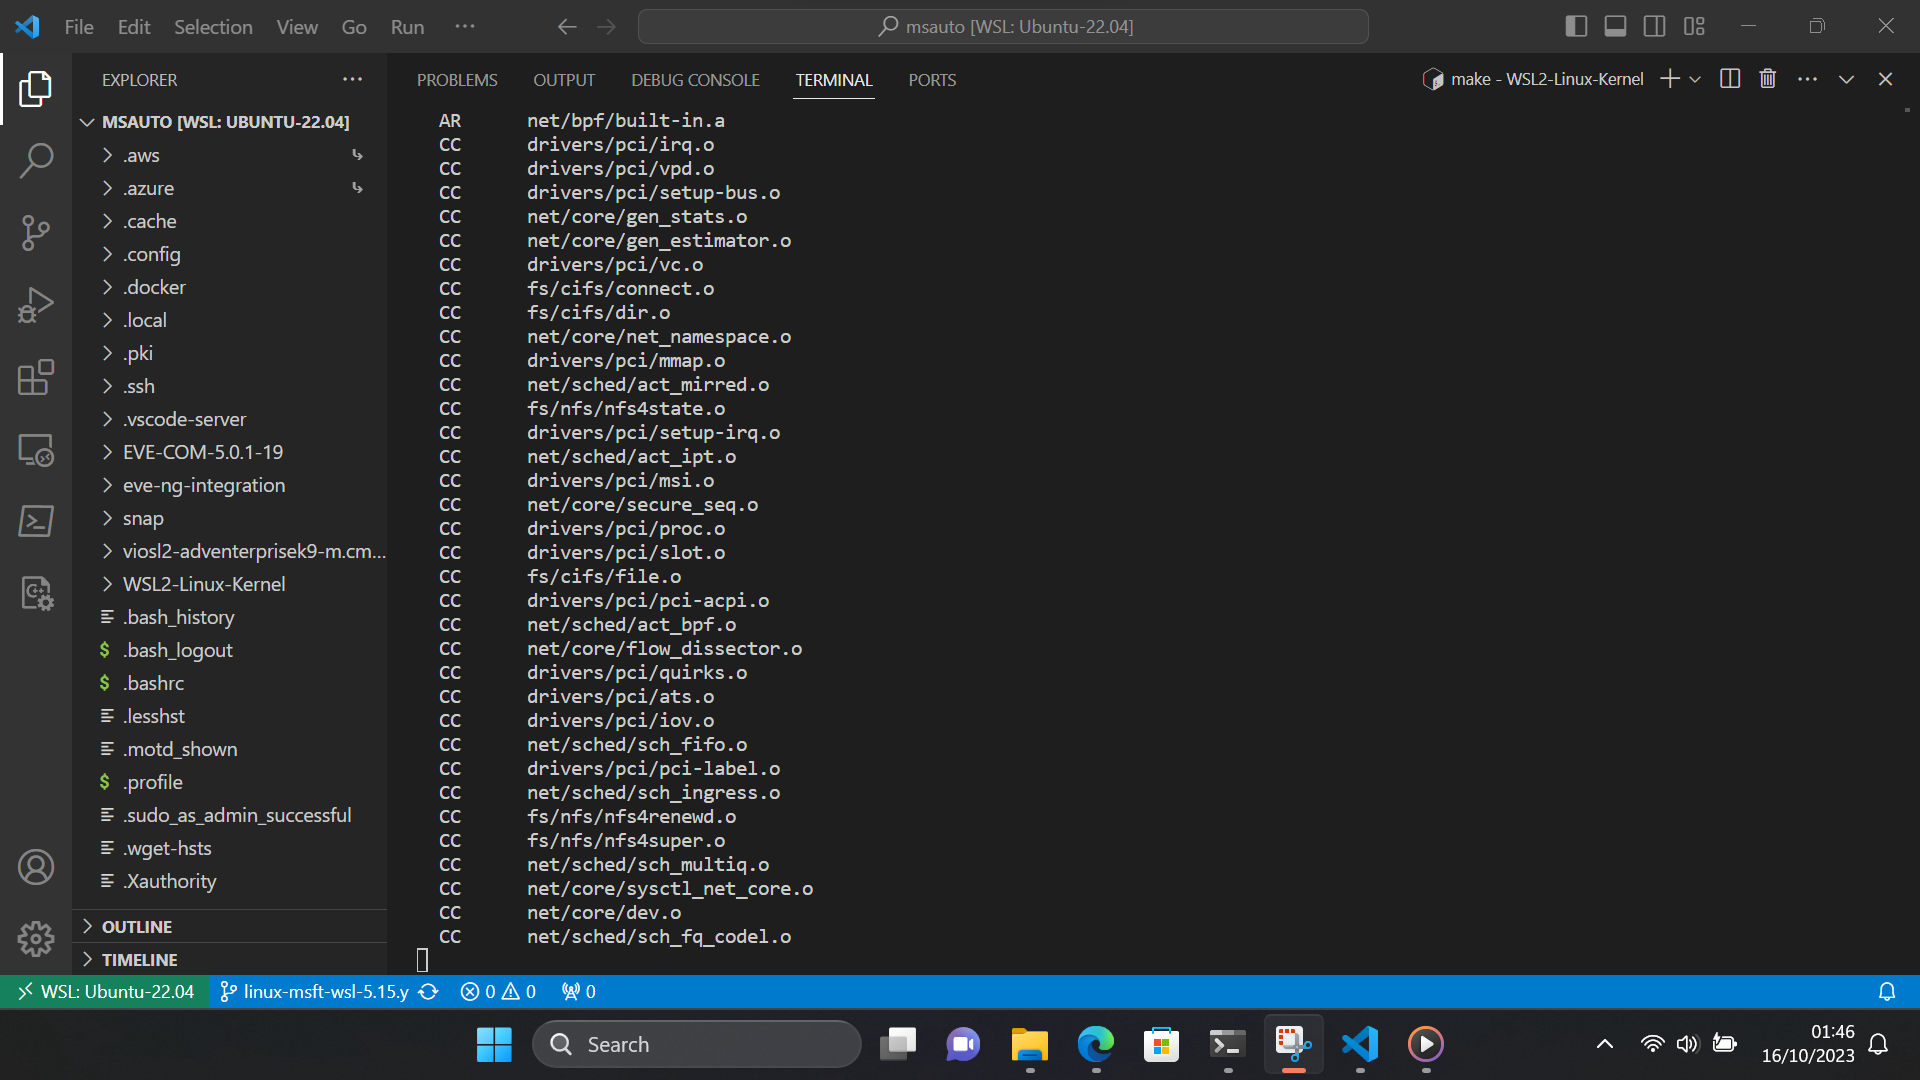 File Edit Selection View Go Run ···
msauto [WSL: Ubuntu-22.04]
EXPLORER
PROBLEMS OUTPUT DEBUG CONSOLE TERMINAL PORTS
make - WSL2-Linux-Kernel
MSAUTO [WSL: UBUNTU-22.04]
.aws
.azure
.cache
.config
.docker
.local
.pki
.ssh
.vscode-server
EVE-COM-5.0.1-19
eve-ng-integration
snap
viosl2-adventerprisek9-m.cm...
WSL2-Linux-Kernel
.bash_history
$ .bash_logout
$ .bashrc
.lesshst
.motd_shown
$ .profile
.sudo_as_admin_successful
.wget-hsts
.Xauthority
OUTLINE
TIMELINE
AR net/bpf/built-in.a
CC drivers/pci/irq.o
CC drivers/pci/vpd.o
CC drivers/pci/setup-bus.o
CC net/core/gen_stats.o
CC net/core/gen_estimator.o
CC drivers/pci/vc.o
CC fs/cifs/connect.o
CC fs/cifs/dir.o
CC net/core/net_namespace.o
CC drivers/pci/mmap.o
CC net/sched/act_mirred.o
CC fs/nfs/nfs4state.o
CC drivers/pci/setup-irq.o
CC net/sched/act_ipt.o
CC drivers/pci/msi.o
CC net/core/secure_seq.o
CC drivers/pci/proc.o
CC drivers/pci/slot.o
CC fs/cifs/file.o
CC drivers/pci/pci-acpi.o
CC net/sched/act_bpf.o
CC net/core/flow_dissector.o
CC drivers/pci/quirks.o
CC drivers/pci/ats.o
CC drivers/pci/iov.o
CC net/sched/sch_fifo.o
CC drivers/pci/pci-label.o
CC net/sched/sch_ingress.o
CC fs/nfs/nfs4renewd.o
CC fs/nfs/nfs4super.o
CC net/sched/sch_multiq.o
CC net/core/sysctl_net_core.o
CC net/core/dev.o
CC net/sched/sch_fq_codel.o
WSL: Ubuntu-22.04 linux-msft-wsl-5.15.y 0 0 0
Search
01:46
16/10/2023